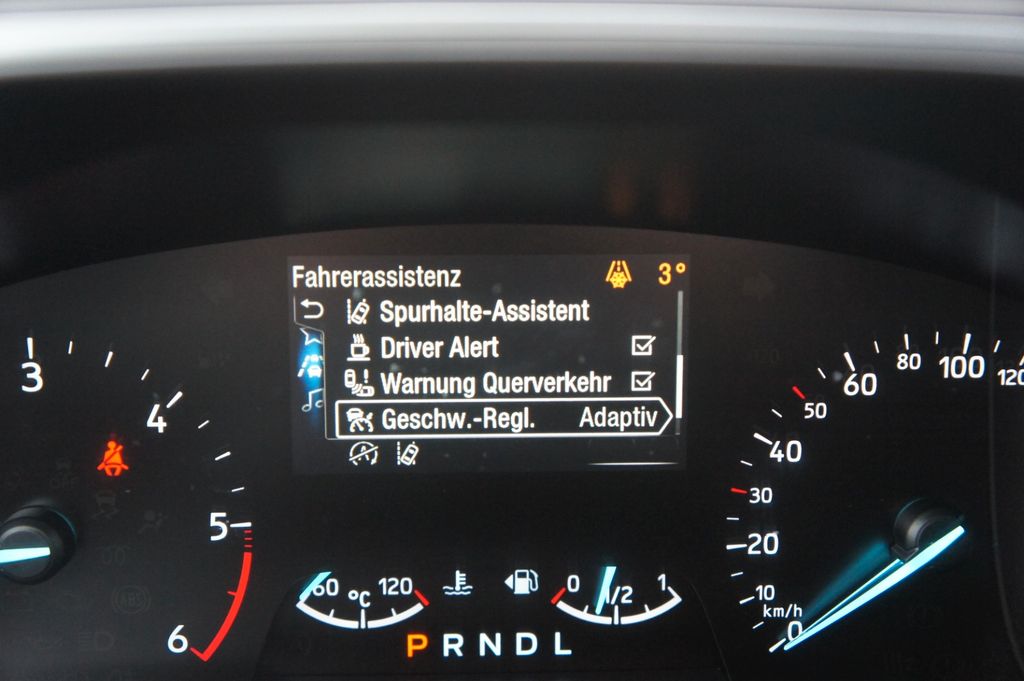 Fahrerassistenz 3°
Spurhalte-Assistent
Driver Alert
Warnung Querverkehr
Geschw.-Regl. Adaptiv
3
4
5
6
0
10
20
30
40
50
60
80
100
120
km/h
60 °C 120
0 1/2 1
P R N D L